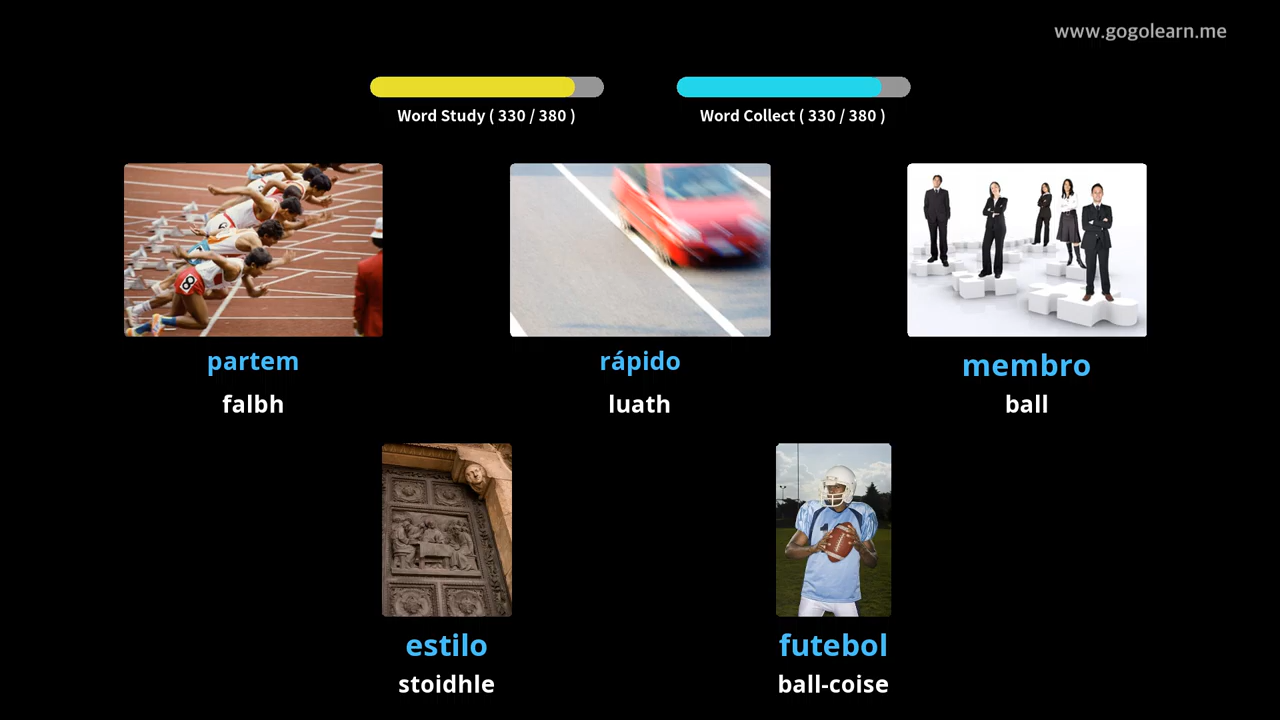 www.gogolearn.me
Word Study ( 330 / 380 )
Word Collect ( 330 / 380 )
partem
falbh
rápido
luath
membro
ball
8
estilo
stoidhle
futebol
ball-coise